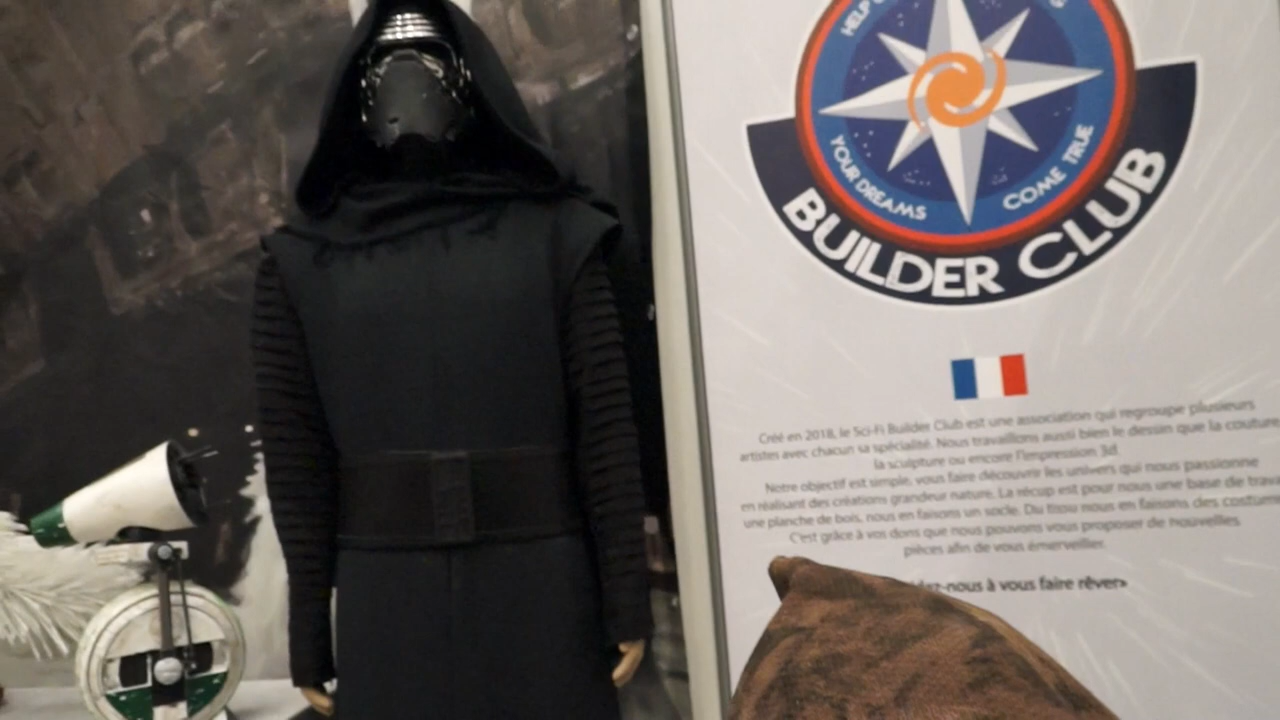 HELP
YOUR DREAMS
COME TRUE
BUILDER CLUB
Créé en 2018, le Sci-Fi Builder Club est une association qui regroupe plusieurs
artistes avec chacun sa spécialité. Nous travaillons aussi bien le dessin que la couture,
la sculpture ou encore l'impression 3d.
Notre objectif est simple, vous faire découvrir les univers qui nous passionne
en réalisant des créations grandeur nature. La récup est pour nous une base de
une planche de bois, nous en faisons un socle. Du tissu nous en faisons des
C'est grâce à vos dons que nous pouvons vous proposer de nouvelles
pièces afin de vous émerveiller.
-nous à vous faire rêver»